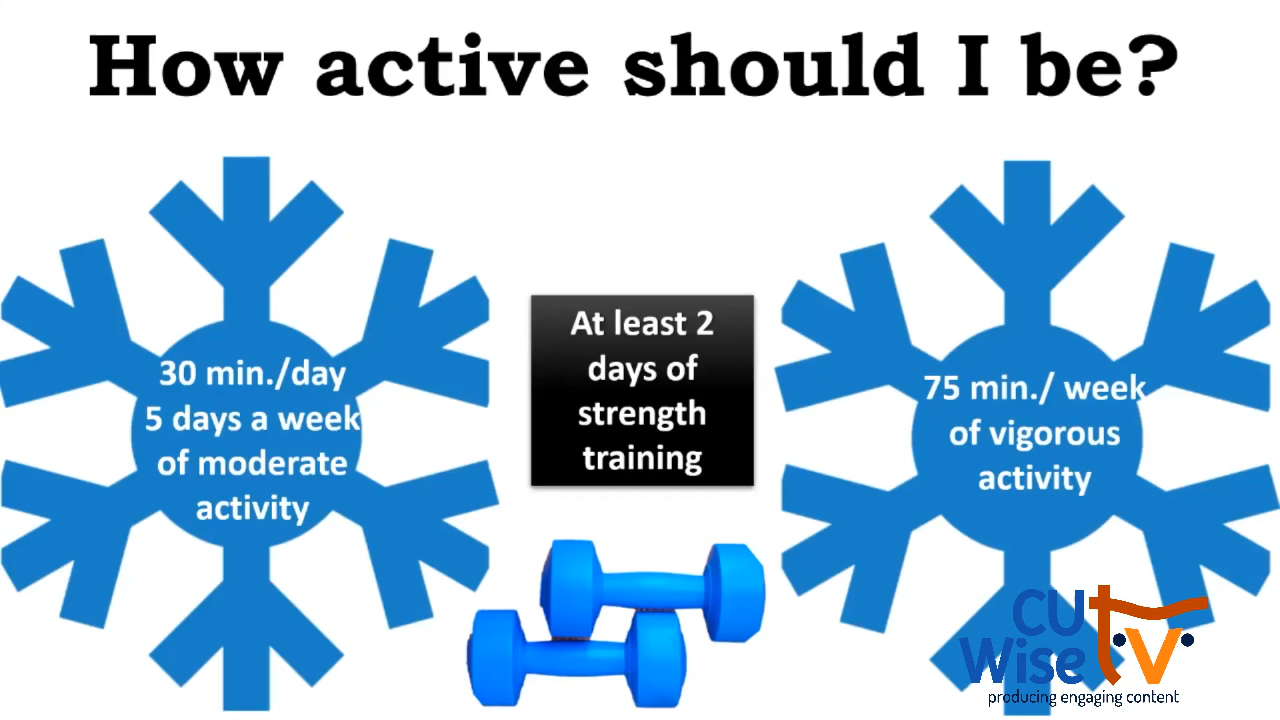 How active should I be?
30 min./day
5 days a week
of moderate
activity
At least 2
days of
strength
training
75 min./ week
of vigorous
activity
CU
Wise tv
producing engaging content